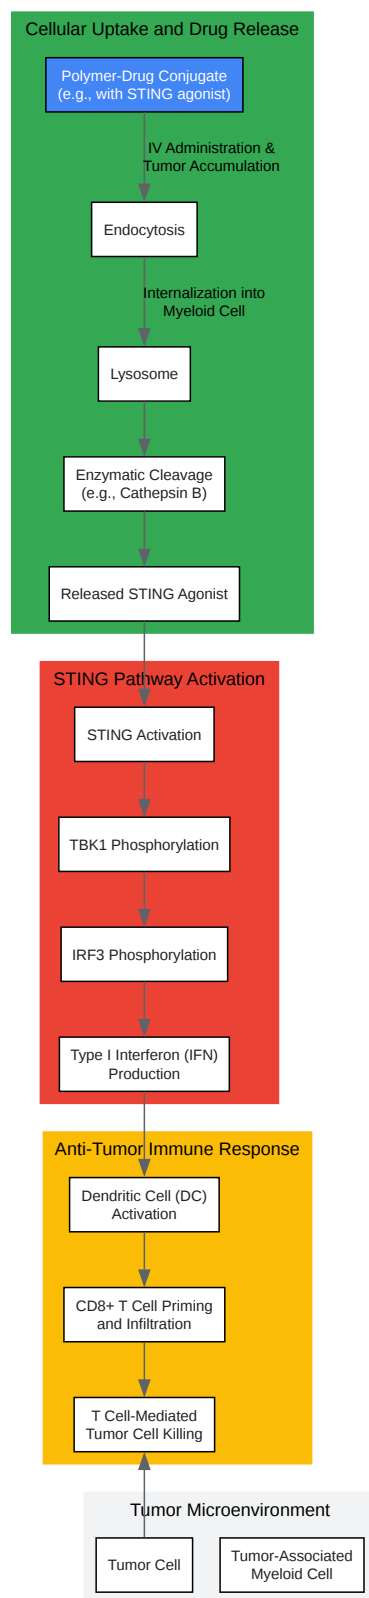 Cellular Uptake and Drug Release
Polymer-Drug Conjugate
(e.g., with STING agonist)
IV Administration &
Tumor Accumulation
Endocytosis
Internalization into
Myeloid Cell
Lysosome
Enzymatic Cleavage
(e.g., Cathepsin B)
Released STING Agonist
STING Pathway Activation
STING Activation
TBK1 Phosphorylation
IRF3 Phosphorylation
Type I Interferon (IFN)
Production
Anti-Tumor Immune Response
Dendritic Cell (DC)
Activation
CD8+ T Cell Priming
and Infiltration
T Cell-Mediated
Tumor Cell Killing
Tumor Microenvironment
Tumor Cell
Tumor-Associated
Myeloid Cell